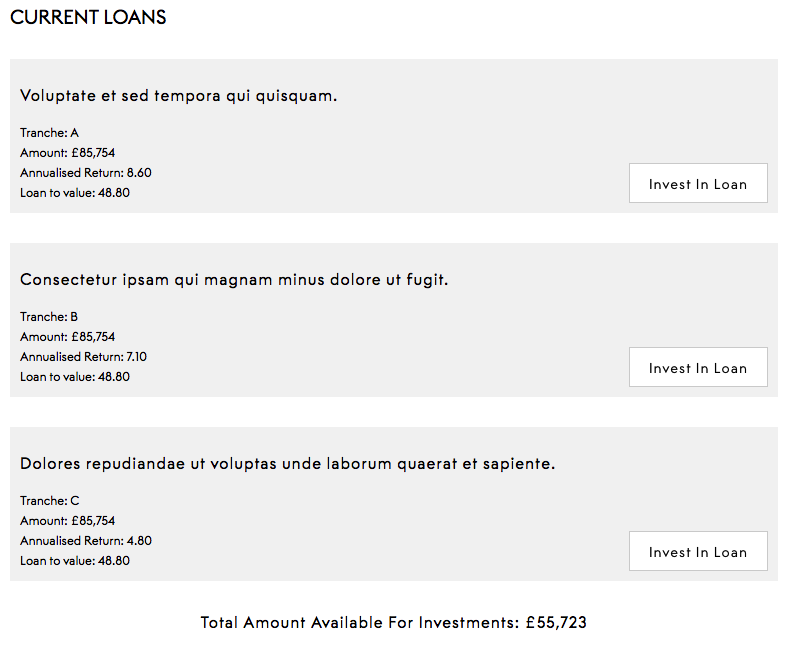 CURRENT LOANS
Voluptate et sed tempora qui quisquam.
Tranche: A
Amount: £85,754
Annualised Return: 8.60
Loan to value: 48.80
Invest In Loan
Consectetur ipsam qui magnam minus dolore ut fugit.
Tranche: B
Amount: £85,754
Annualised Return: 7.10
Loan to value: 48.80
Invest In Loan
Dolores repudiandae ut voluptas unde laborum quaerat et sapiente.
Tranche: C
Amount: £85,754
Annualised Return: 4.80
Loan to value: 48.80
Invest In Loan
Total Amount Available For Investments: £55,723